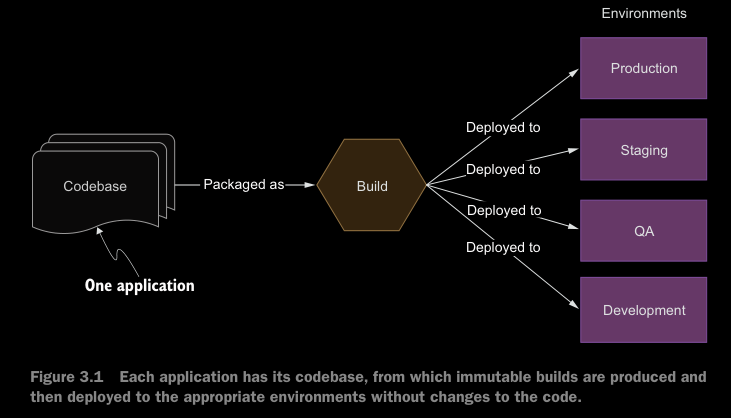 Environments
Production
Deployed to
Staging
Deployed to
Codebase
Packaged as
Build
Deployed to
QA
Deployed to
One application
Development
Figure 3.1 Each application has its codebase, from which immutable builds are produced and
then deployed to the appropriate environments without changes to the code.